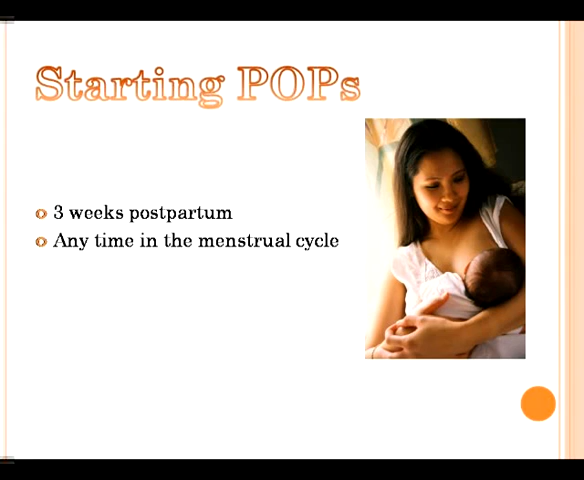 Starting POPs
3 weeks postpartum
Any time in the menstrual cycle